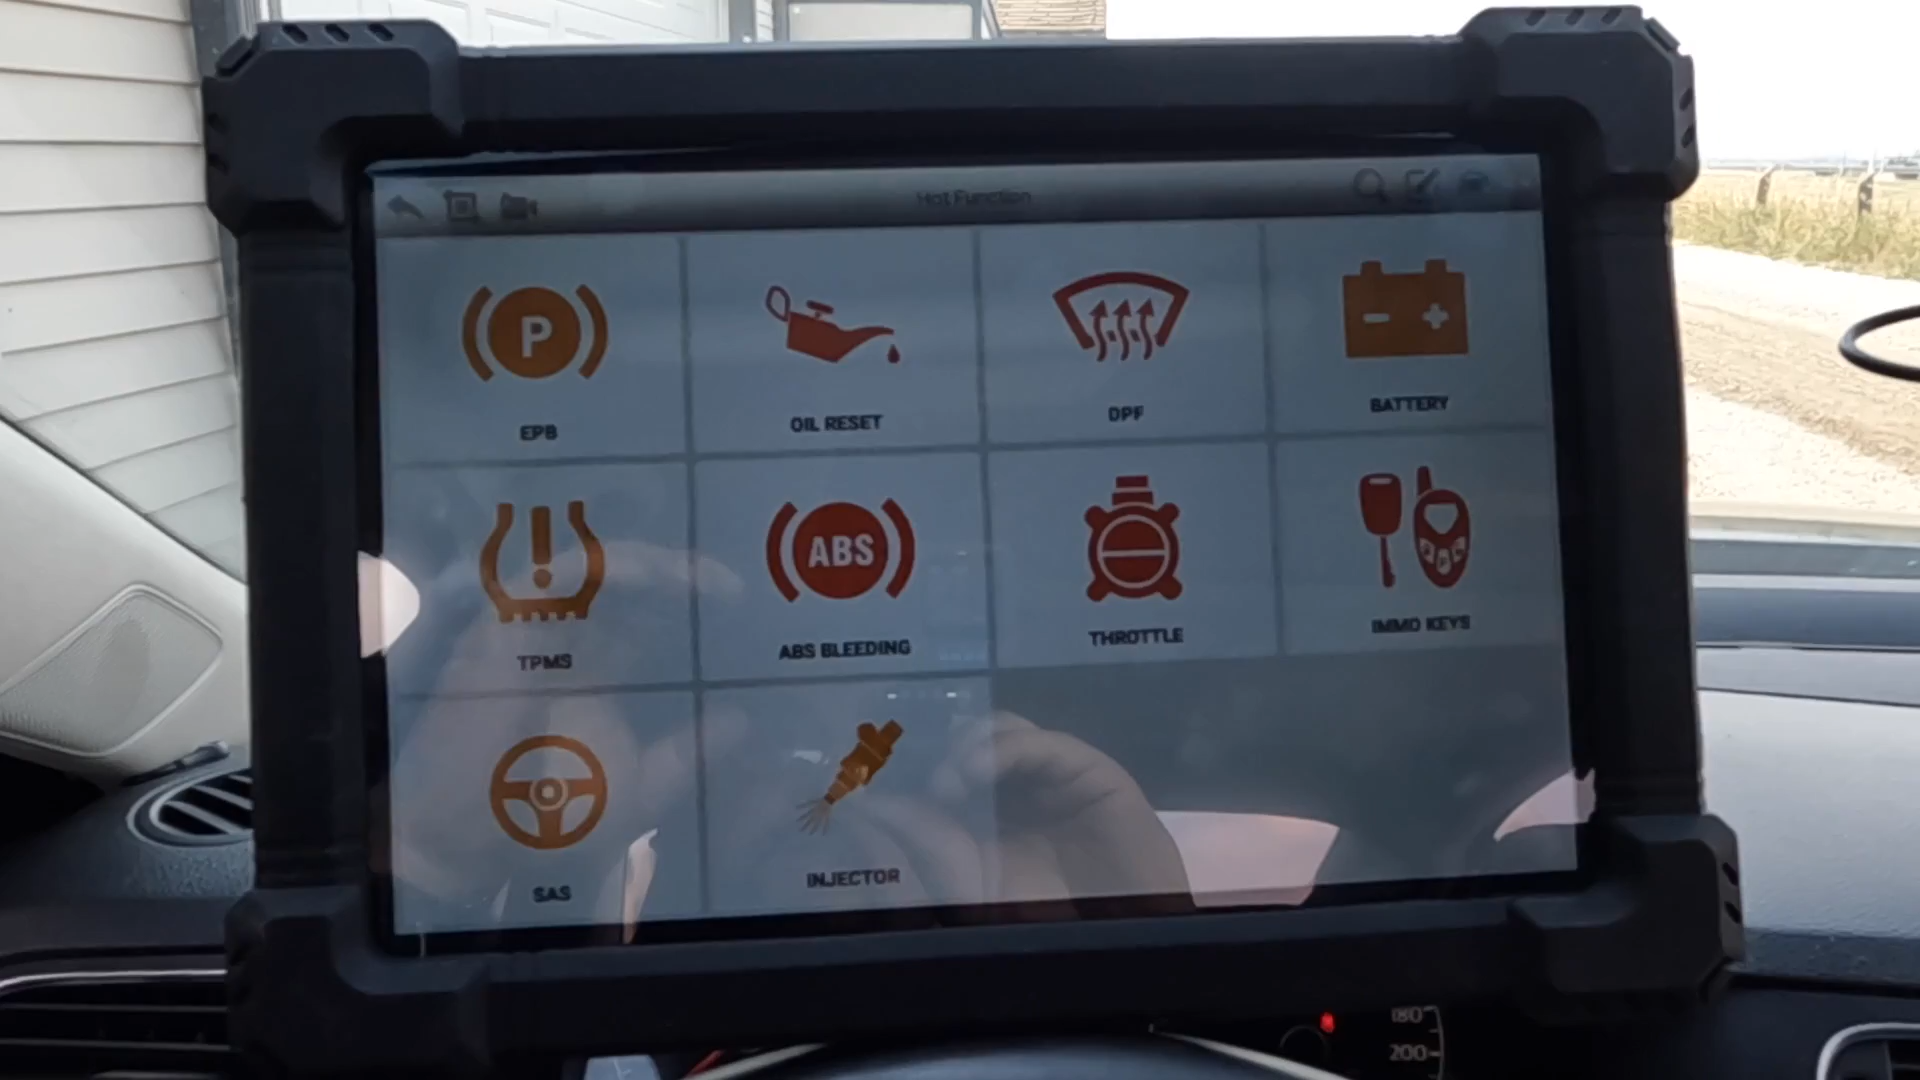 Hot Function
P
EPB
OIL RESET
DPF
BATTERY
TPMS
ABS
ABS BLEEDING
THROTTLE
IMMO KEYS
SAS
INJECTOR
180
200